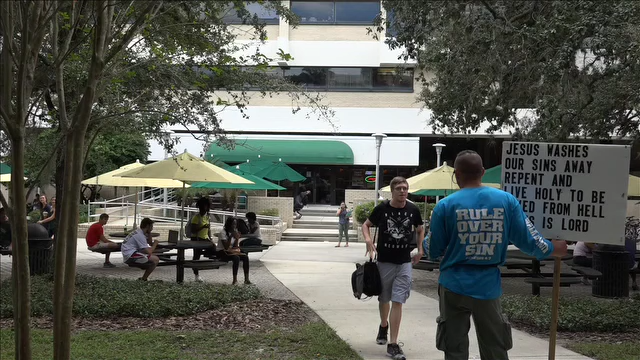 JESUS WASHES
OUR SINS AWAY
REPENT AND
LIVE HOLY TO BE
FROM HELL
IS LORD
RULE
OVER
YOUR
SIN